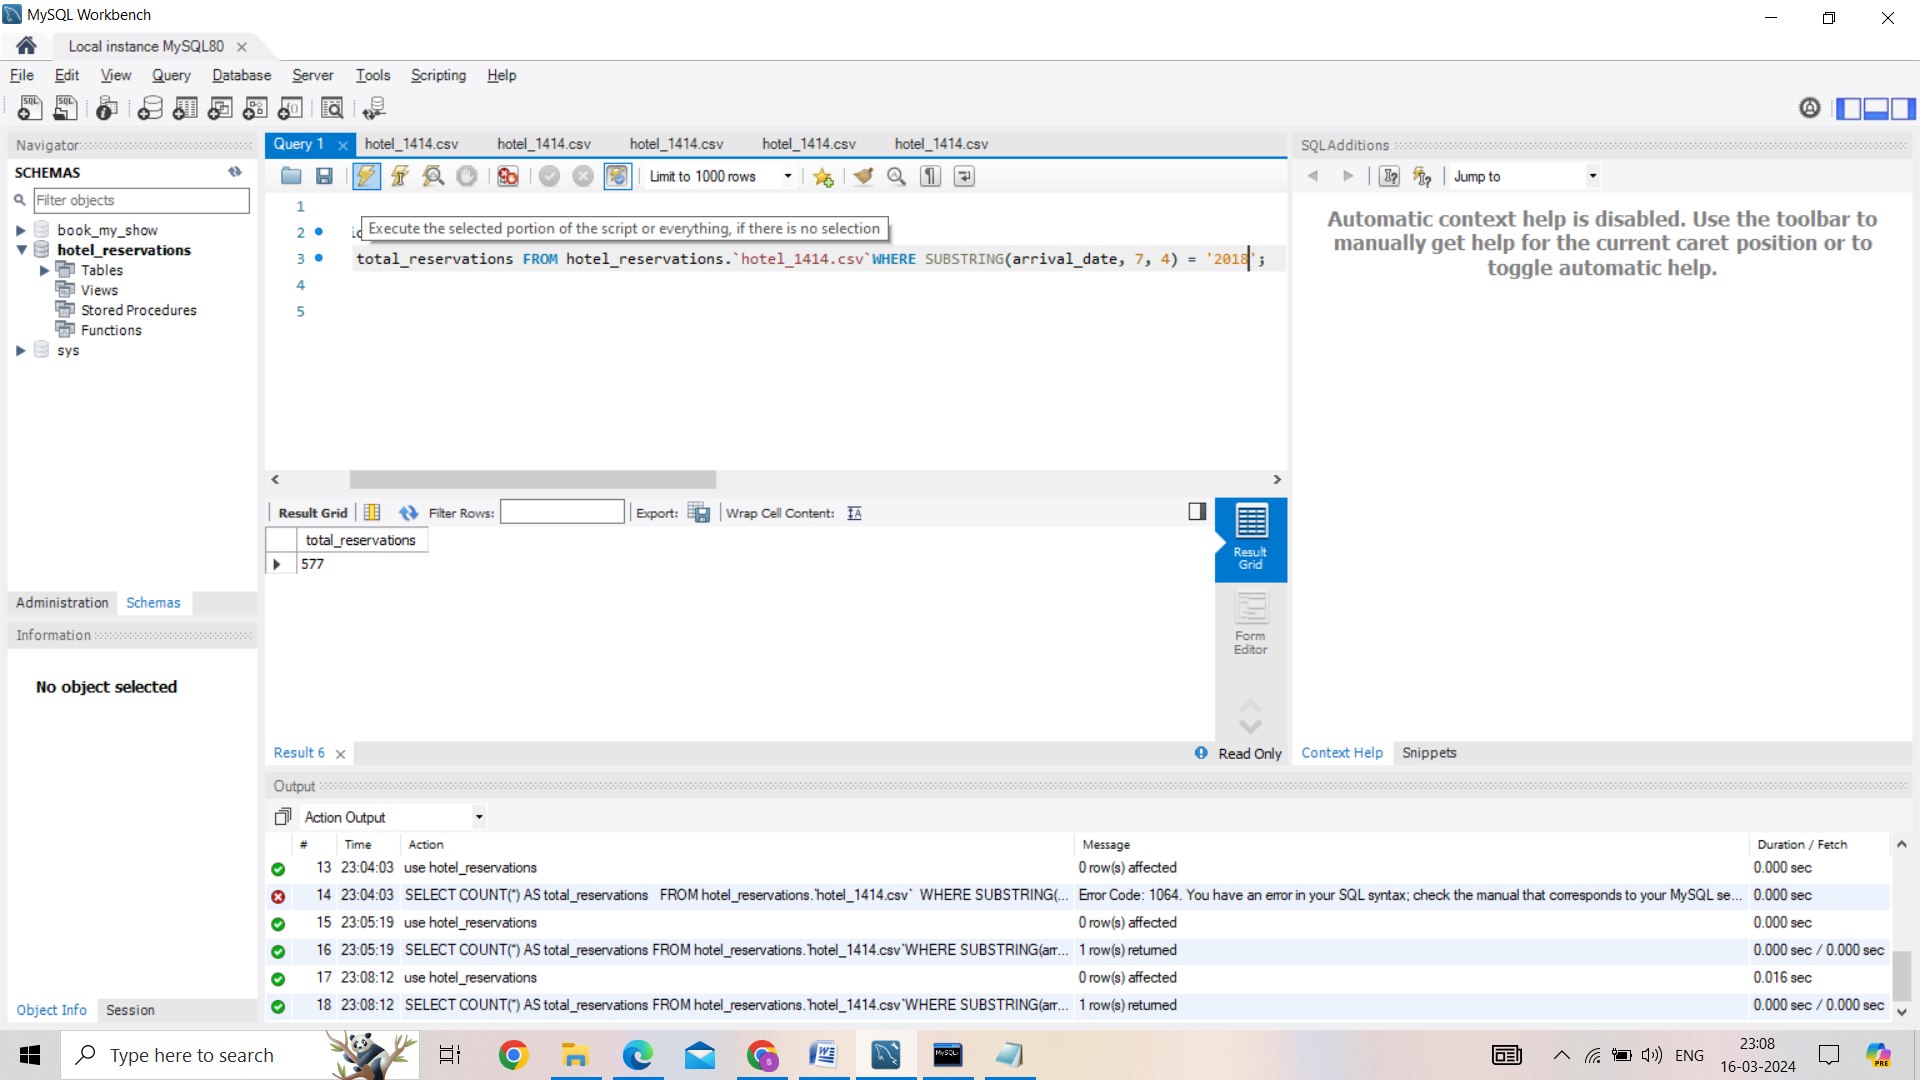 MySQL Workbench
Local instance MySQL80
File Edit View Query Database Server Tools Scripting Help
Navigator
SCHEMAS
Filter objects
book_my_show
hotel_reservations
Tables
Views
Stored Procedures
Functions
sys
Administration Schemas
Information
No object selected
Object Info Session
Query 1 hotel_1414.csv hotel_1414.csv hotel_1414.csv hotel_1414.csv hotel_1414.csv
Limit to 1000 rows
1
2
Execute the selected portion of the script or everything, if there is no selection
3 total_reservations FROM hotel_reservations.`hotel_1414.csv`WHERE SUBSTRING(arrival_date, 7, 4) = '2018';
4
5
Result Grid Filter Rows: Export: Wrap Cell Content:
total_reservations
577
Result Grid
Form Editor
Result 6 Read Only
SQLAdditions
Jump to
Automatic context help is disabled. Use the toolbar to
manually get help for the current caret position or to
toggle automatic help.
Context Help Snippets
Output
Action Output
# Time Action Message Duration / Fetch
13 23:04:03 use hotel_reservations 0 row(s) affected 0.000 sec
14 23:04:03 SELECT COUNT(*) AS total_reservations FROM hotel_reservations.`hotel_1414.csv` WHERE SUBSTRING(... Error Code: 1064. You have an error in your SQL syntax; check the manual that corresponds to your MySQL se... 0.000 sec
15 23:05:19 use hotel_reservations 0 row(s) affected 0.000 sec
16 23:05:19 SELECT COUNT(*) AS total_reservations FROM hotel_reservations.`hotel_1414.csv`WHERE SUBSTRING(arr... 1 row(s) returned 0.000 sec / 0.000 sec
17 23:08:12 use hotel_reservations 0 row(s) affected 0.016 sec
18 23:08:12 SELECT COUNT(*) AS total_reservations FROM hotel_reservations.`hotel_1414.csv`WHERE SUBSTRING(arr... 1 row(s) returned 0.000 sec / 0.000 sec
Type here to search
ENG
23:08
16-03-2024